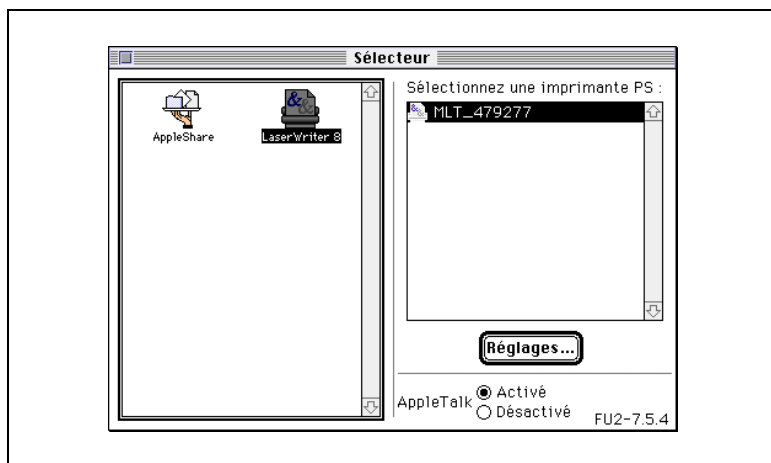 Sélecteur
AppleShare
LaserWriter 8
Sélectionnez une imprimante PS :
MLT_479277
Réglages...
AppleTalk
Activé
Désactivé
FU2-7.5.4